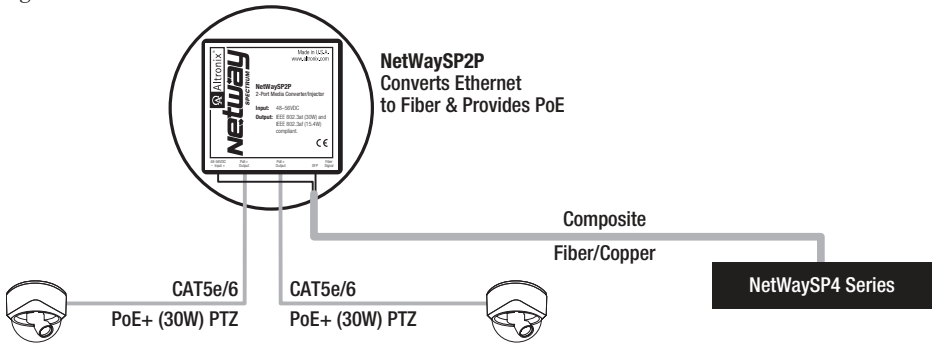 Made in U.S.A.
www.altronix.com
Altronix
Netway
SPECTRUM
NetWaySP2P
2-Port Media Converter/Injector
Input: 48-56VDC
Output: IEEE 802.3at (30W) and
IEEE 802.3af (15.4W)
compliant.
CE
48-56VDC
– Input +
PoE+
Output
PoE+
Output
SFP
Fiber
Signal
NetWaySP2P
Converts Ethernet
to Fiber & Provides PoE
Composite
Fiber/Copper
NetWaySP4 Series
CAT5e/6
PoE+ (30W) PTZ
CAT5e/6
PoE+ (30W) PTZ